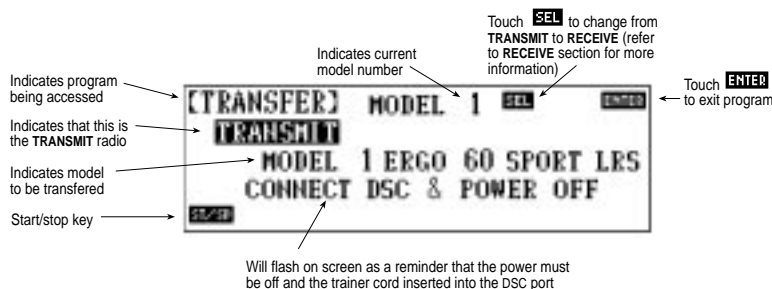 Touch SEL to change from
TRANSMIT to RECEIVE (refer
to RECEIVE section for more
information)
Indicates current
model number
Touch ENTER
to exit program
Indicates program
being accessed
[TRANSFER] MODEL 1 SEL ENTER
Indicates that this is
the TRANSMIT radio
TRANSMIT
Indicates model
to be transfered
MODEL 1 ERGO 60 SPORT LRS
CONNECT DSC & POWER OFF
Start/stop key
Will flash on screen as a reminder that the power must
be off and the trainer cord inserted into the DSC port